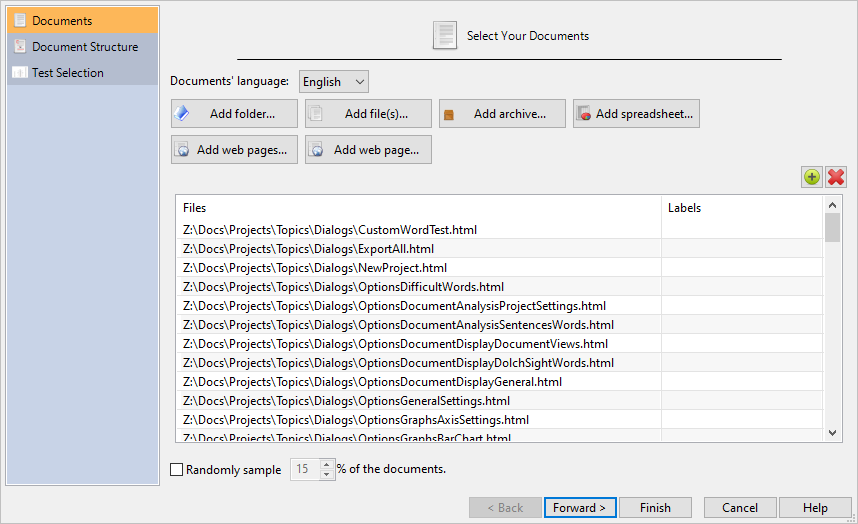 Documents
Document Structure
Test Selection
Select Your Documents
Documents' language: English
Add folder... Add file(s)... Add archive... Add spreadsheet...
Add web pages... Add web page...
Files Labels
Z:\Docs\Projects\Topics\Dialogs\CustomWordTest.html
Z:\Docs\Projects\Topics\Dialogs\ExportAll.html
Z:\Docs\Projects\Topics\Dialogs\NewProject.html
Z:\Docs\Projects\Topics\Dialogs\OptionsDifficultWords.html
Z:\Docs\Projects\Topics\Dialogs\OptionsDocumentAnalysisProjectSettings.html
Z:\Docs\Projects\Topics\Dialogs\OptionsDocumentAnalysisSentencesWords.html
Z:\Docs\Projects\Topics\Dialogs\OptionsDocumentDisplayDocumentViews.html
Z:\Docs\Projects\Topics\Dialogs\OptionsDocumentDisplayDolchSightWords.html
Z:\Docs\Projects\Topics\Dialogs\OptionsDocumentDisplayGeneral.html
Z:\Docs\Projects\Topics\Dialogs\OptionsGeneralSettings.html
Z:\Docs\Projects\Topics\Dialogs\OptionsGraphsAxisSettings.html
Z:\Docs\Projects\Topics\Dialogs\OptionsGraphsBarChart.html
Randomly sample 15 % of the documents.
< Back Forward > Finish Cancel Help